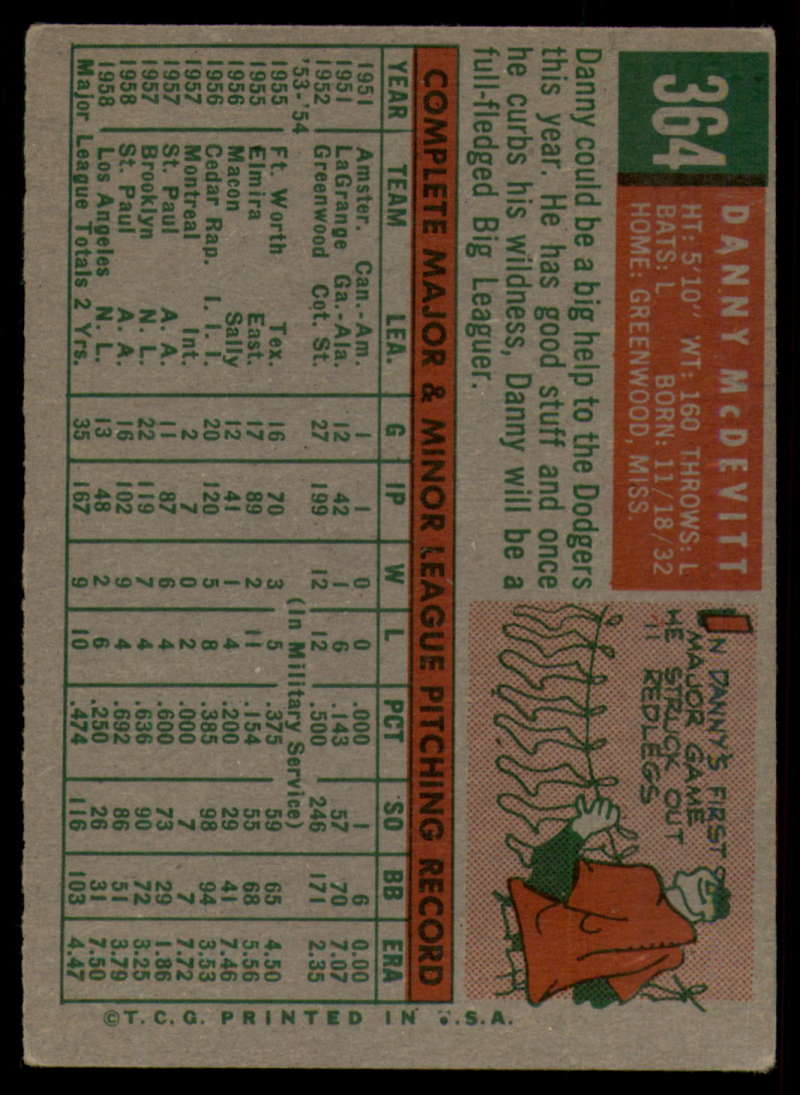 364
DANNY McDEVITT
HT: 5'10" WT: 160 THROWS: L
BATS: L BORN: 11/18/32
HOME: GREENWOOD, MISS.
Danny could be a big help to the Dodgers
this year. He has good stuff and once
he curbs his wildness, Danny will be a
full-fledged Big Leaguer.
IN DANNY'S FIRST
MAJOR GAME
HE STRUCK OUT
11 REDLEGS
COMPLETE MAJOR & MINOR LEAGUE PITCHING RECORD
YEAR TEAM LEA. G IP W L PCT SO BB ERA
1951 Amster. Can.-Am. 1 1 0 0 .000 1 6 0.00
1951 LaGrange Ga.-Ala. 12 42 1 6 .143 57 70 7.07
1952 Greenwood Cot. St. 27 199 12 12 .500 246 171 2.35
'53-'54 (In Military Service)
1955 Ft. Worth Tex. 16 70 3 5 .375 59 65 4.50
1955 Elmira East. 17 89 2 11 .154 55 68 5.56
1956 Macon Sally 12 41 1 4 .200 29 41 7.46
1956 Cedar Rap. I. I. I. 20 120 5 8 .385 98 94 3.53
1957 Montreal Int. 2 7 0 2 .000 7 7 7.72
1957 St. Paul A. A. 11 87 6 4 .600 73 29 1.86
1957 Brooklyn N. L. 22 119 7 4 .636 90 72 3.25
1958 St. Paul A. A. 16 102 9 4 .692 86 51 3.79
1958 Los Angeles N. L. 13 48 2 6 .250 26 31 7.50
Major League Totals 2 Yrs. 35 167 9 10 .474 116 103 4.47
©T.C.G. PRINTED IN U.S.A.